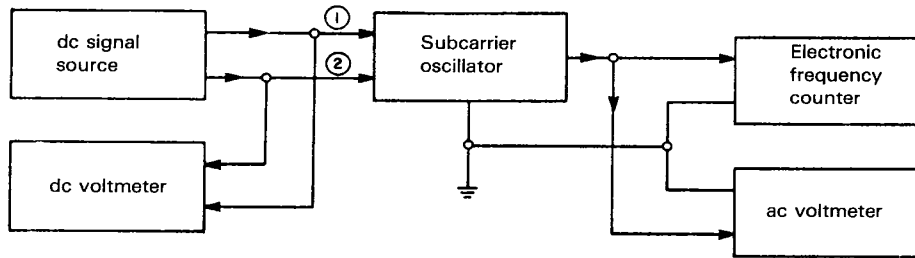 dc signal
source
1
2
Subcarrier
oscillator
Electronic
frequency
counter
dc voltmeter
ac voltmeter